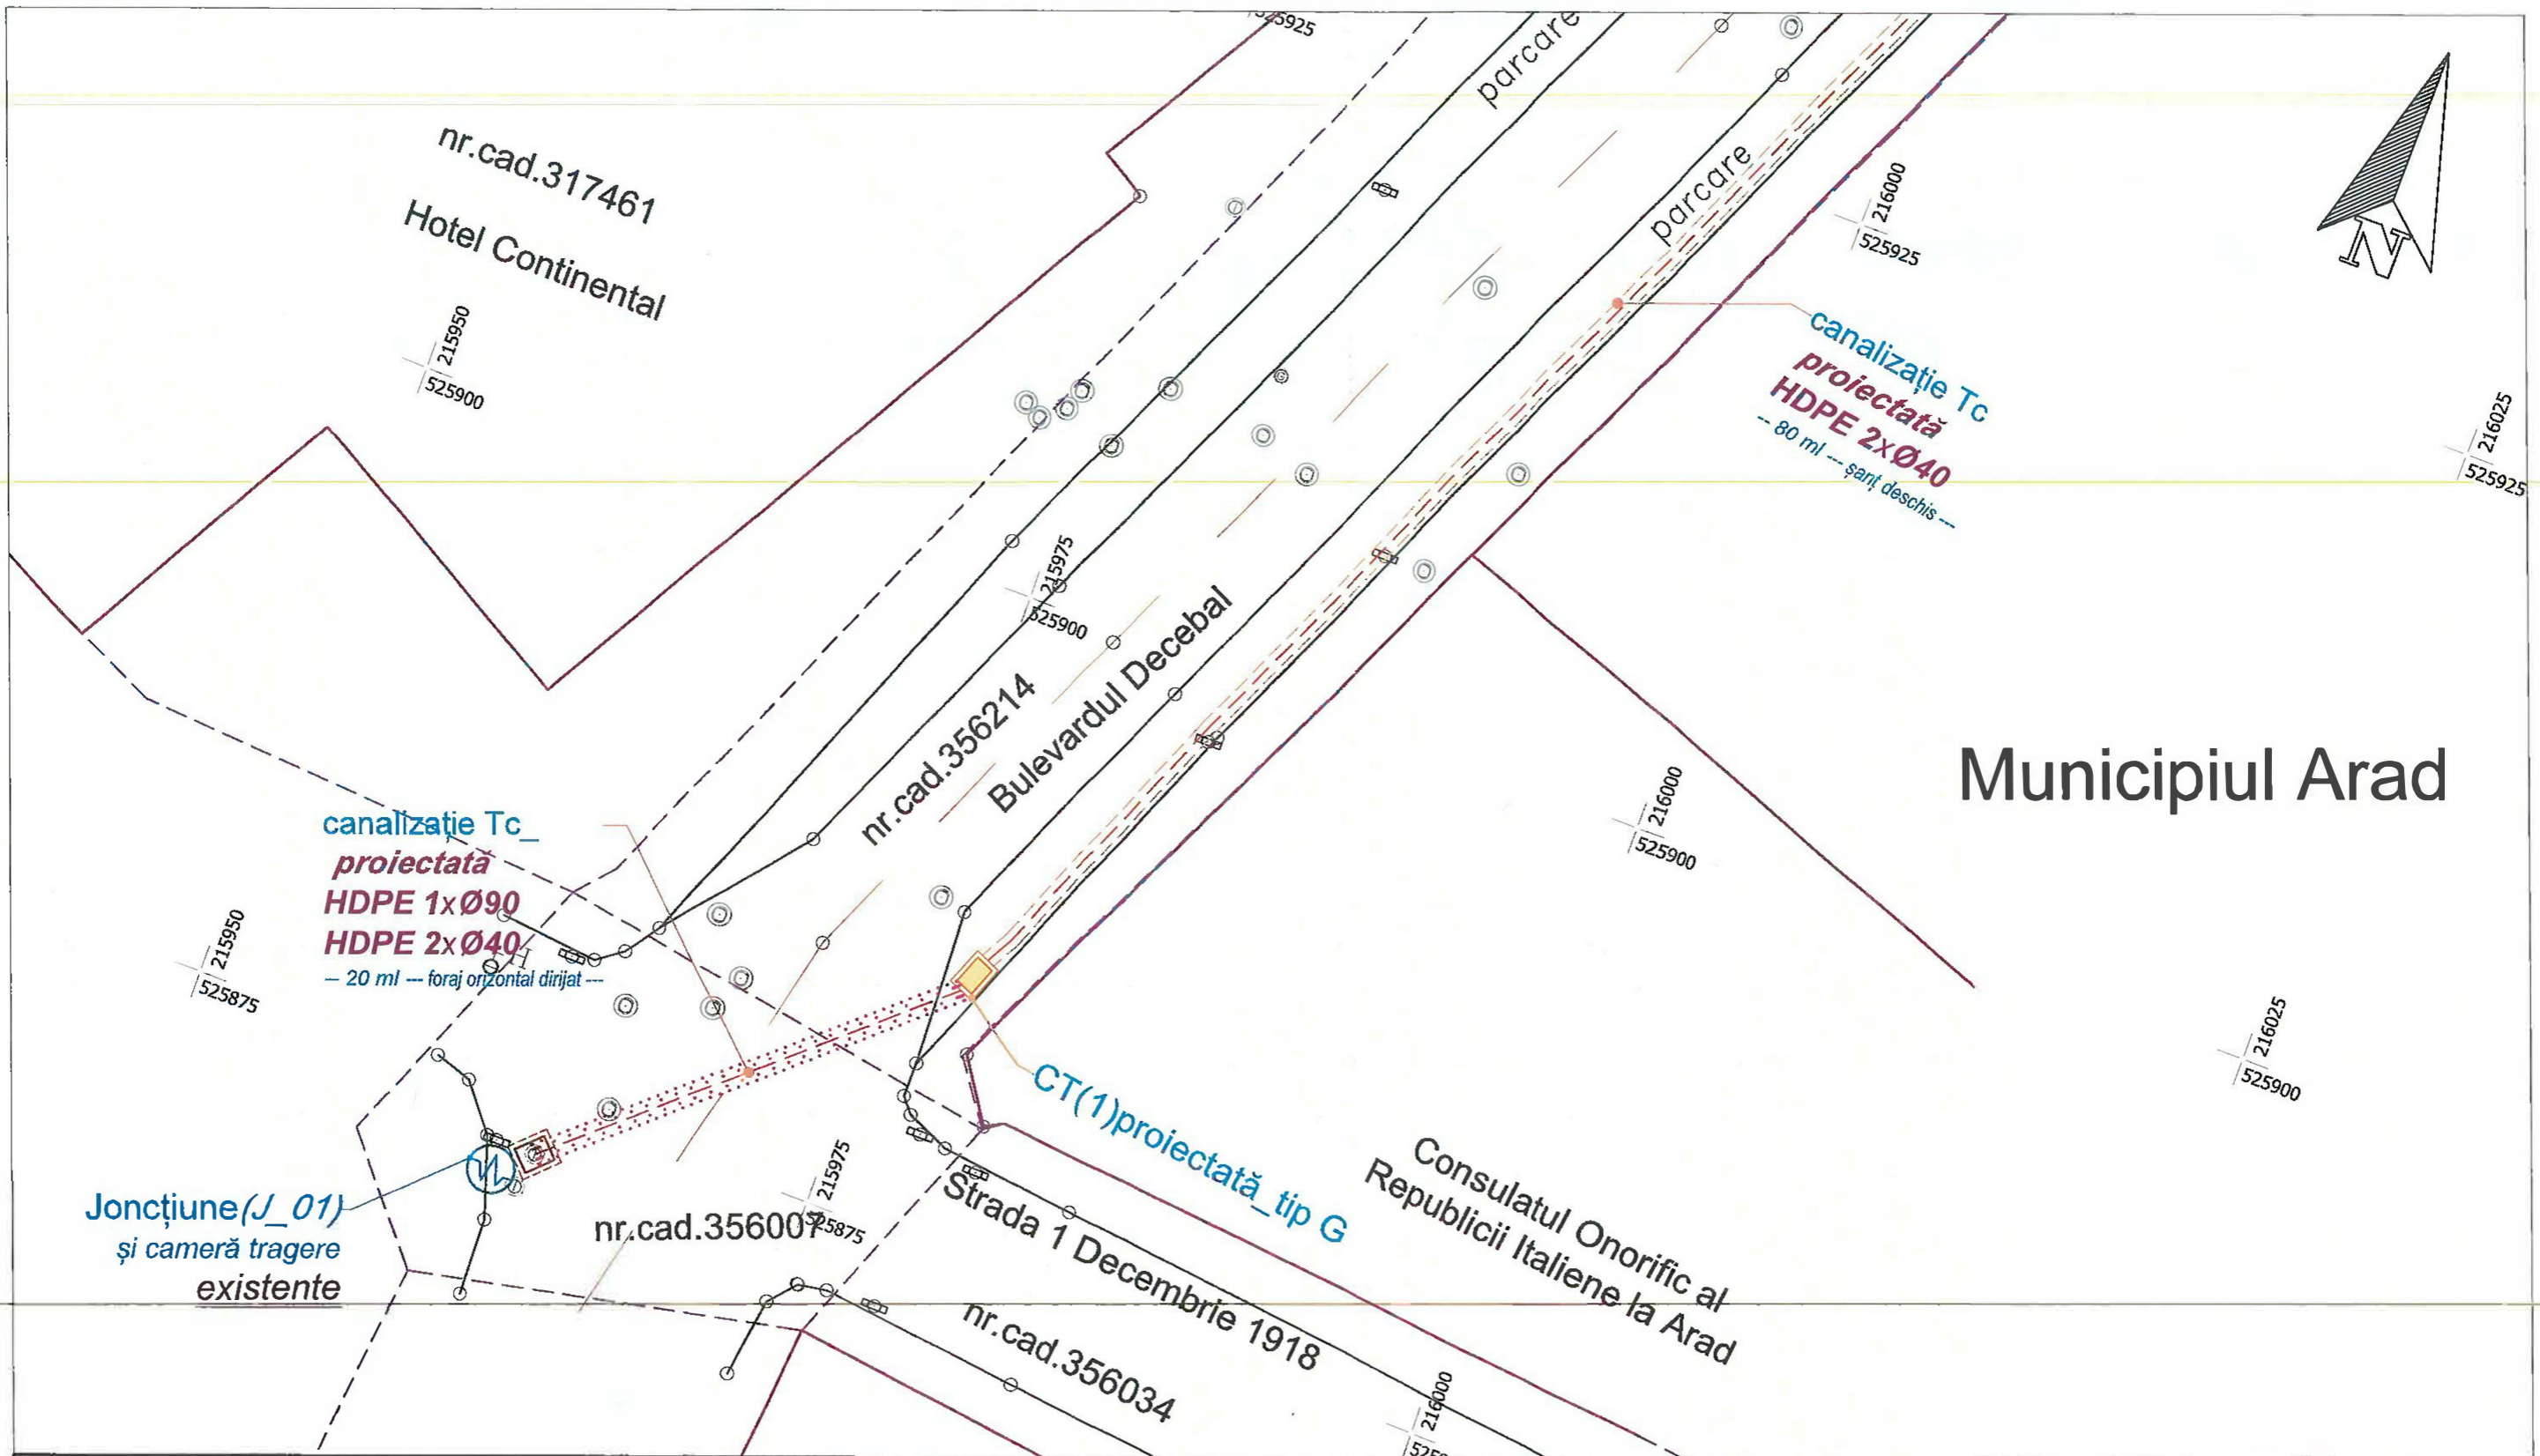 525925
parcare
nr.cad.317461
Hotel Continental
215950
525900
parcare
216000
525925
N
canalizație Tc
proiectată
HDPE 2xØ40
-- 80 ml --- șanț deschis ---
216025
525925
215975
525900
nr.cad.356214
Bulevardul Decebal
Municipiul Arad
216000
525900
canalizație Tc_
proiectată
HDPE 1xØ90
HDPE 2xØ40
-- 20 ml --- foraj orizontal dirijat ---
H
215950
525875
CT(1)proiectată_tip G
216025
525900
Joncțiune(J_01)
și cameră tragere
existente
nr.cad.356007
215975
525875
Strada 1 Decembrie 1918
nr.cad.356034
Consulatul Onorific al
Republicii Italiene la Arad
216000